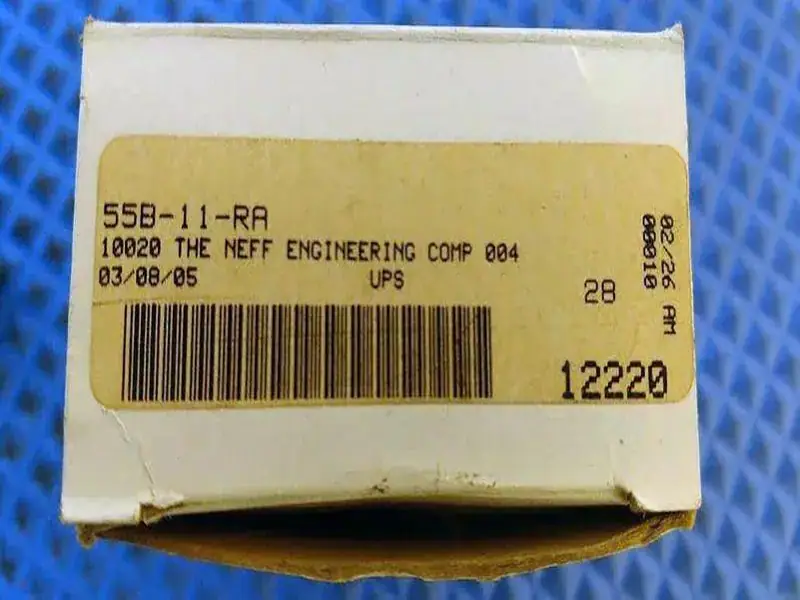 55B-11-RA
10020 THE NEFF ENGINEERING COMP 004
03/08/05 UPS
28
12220
02/26 AM
00010